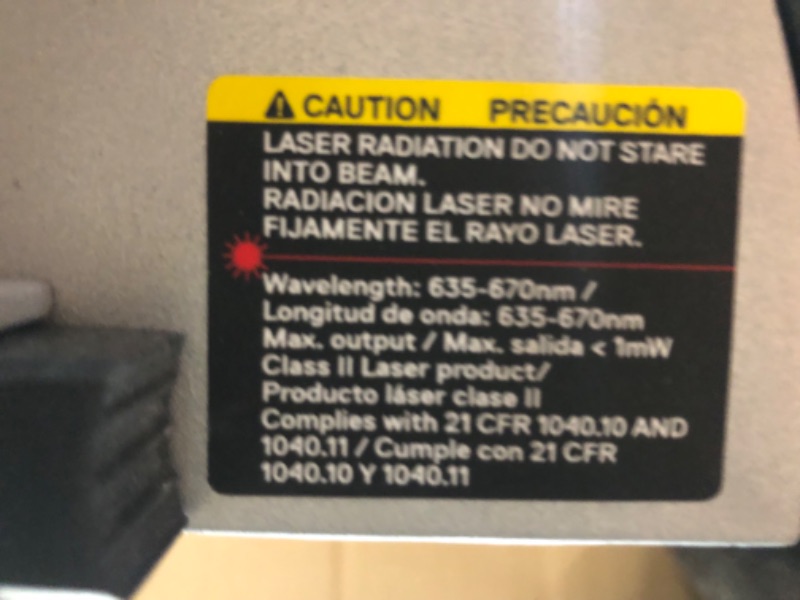 CAUTION PRECAUCIÓN
LASER RADIATION DO NOT STARE
INTO BEAM.
RADIACION LASER NO MIRE
FIJAMENTE EL RAYO LASER.
Wavelength: 635-670nm /
Longitud de onda: 635-670nm
Max. output / Max. salida < 1mW
Class II Laser product/
Producto láser clase II
Complies with 21 CFR 1040.10 AND
1040.11 / Cumple con 21 CFR
1040.10 Y 1040.11